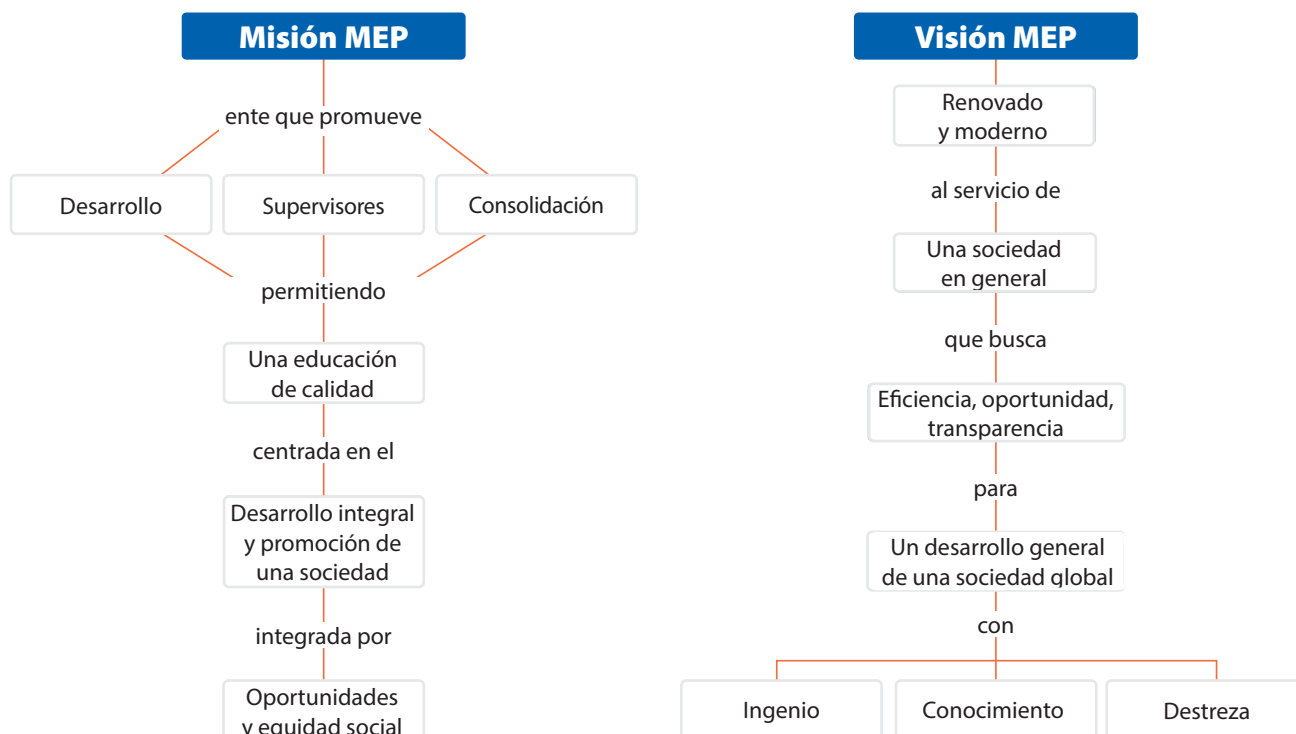 Misión MEP
ente que promueve
Desarrollo
Supervisores
Consolidación
permitiendo
Una educación
de calidad
centrada en el
Desarrollo integral
y promoción de
una sociedad
integrada por
Oportunidades
y equidad social
Visión MEP
Renovado
y moderno
al servicio de
Una sociedad
en general
que busca
Eficiencia, oportunidad,
transparencia
para
Un desarrollo general
de una sociedad global
con
Ingenio
Conocimiento
Destreza